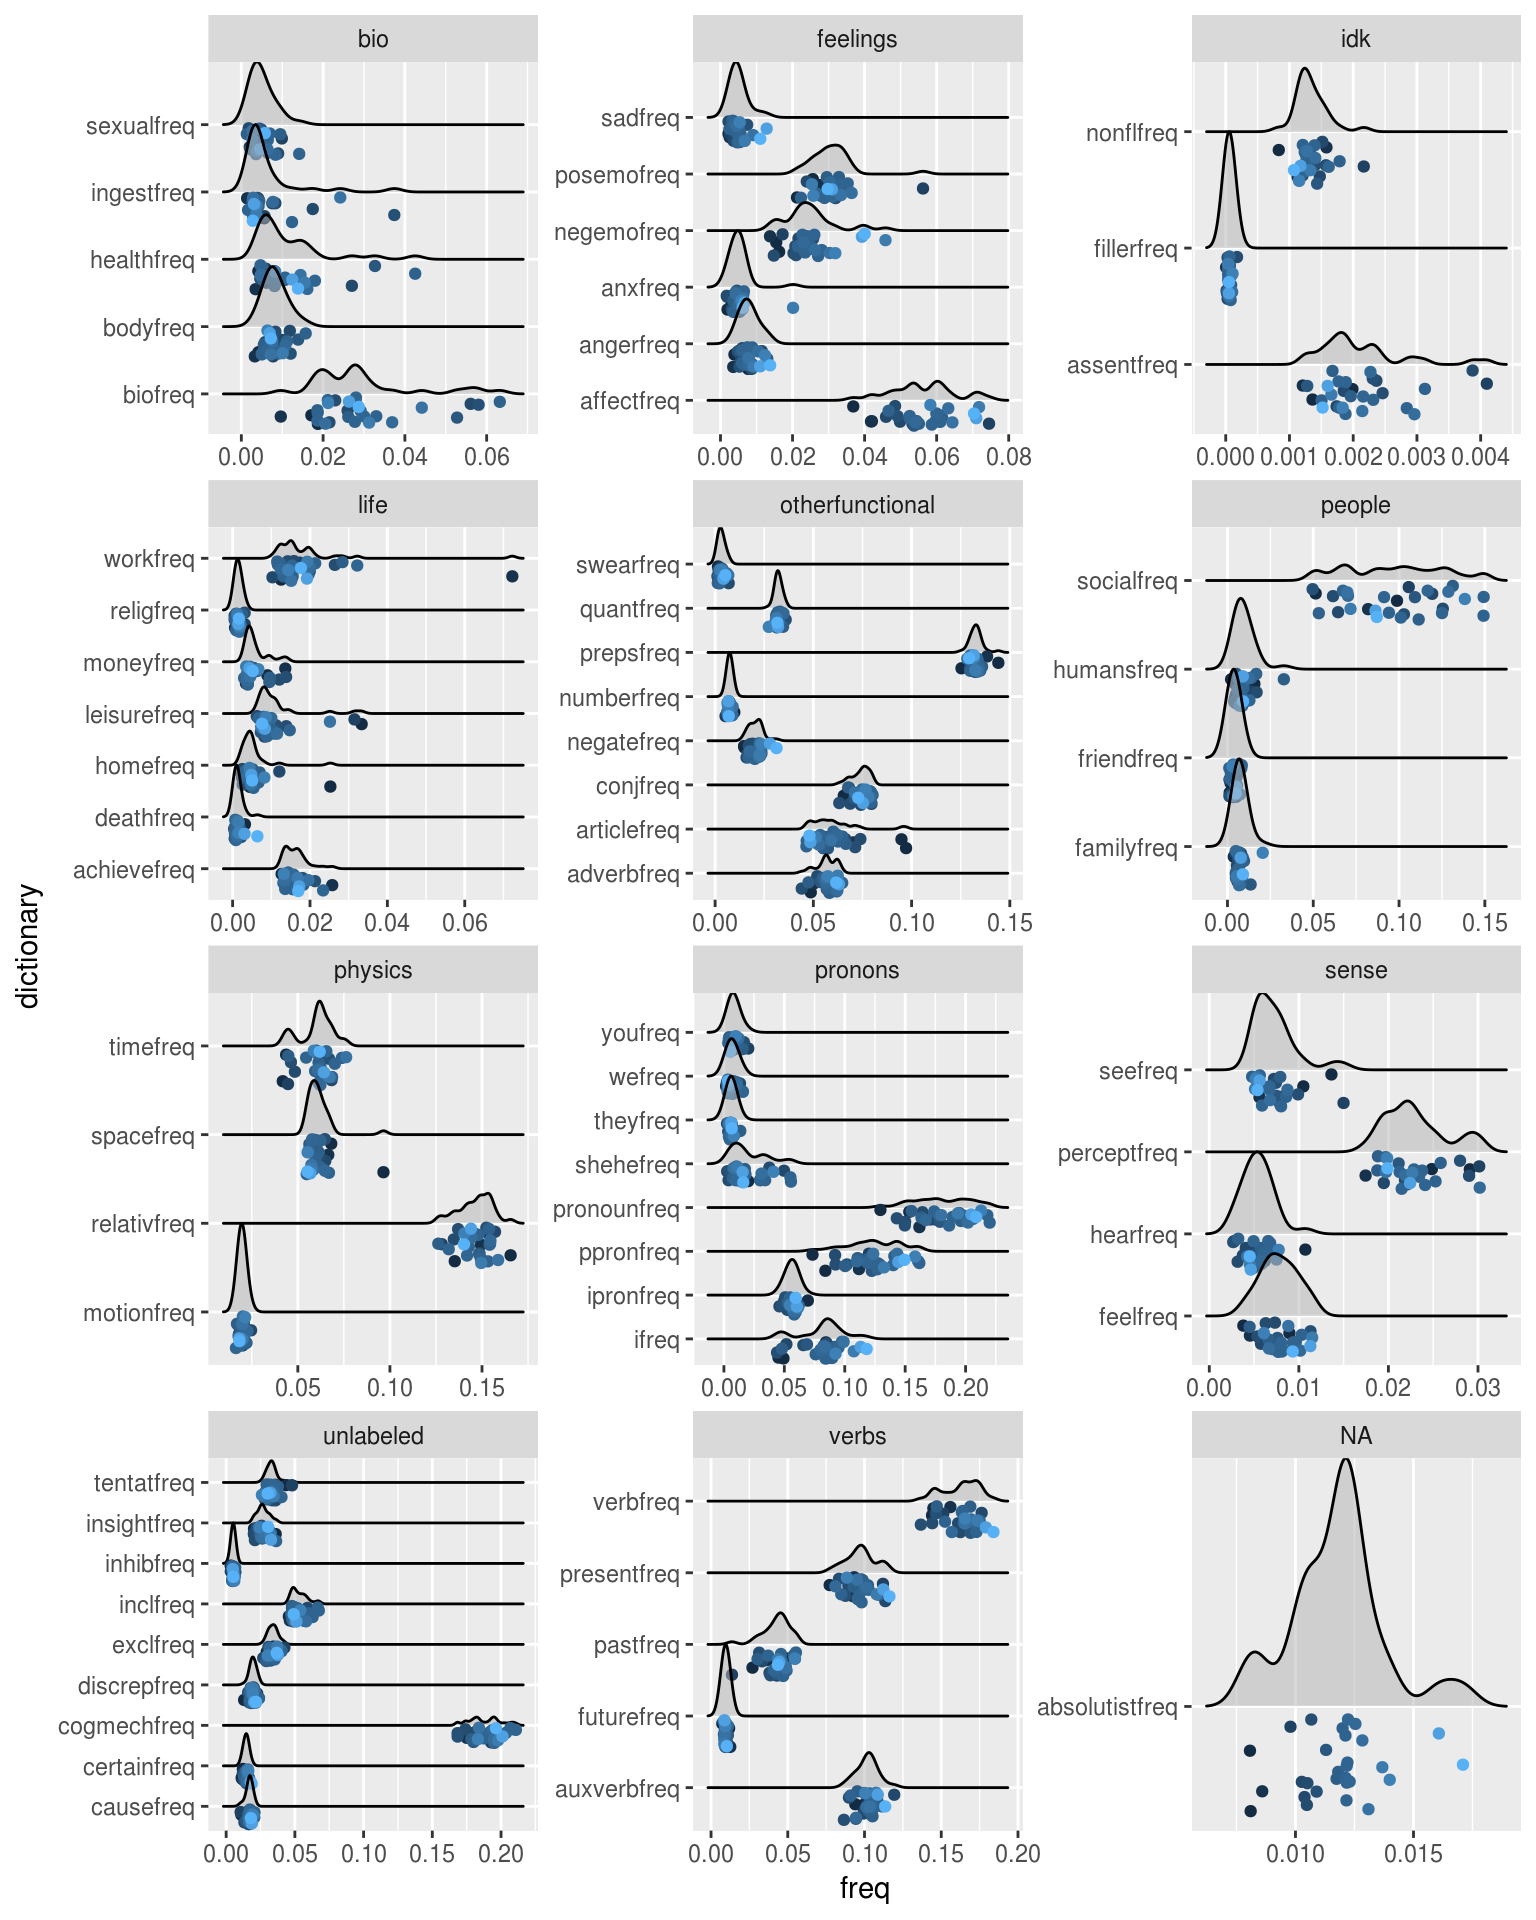 bio
feelings
idk
sexualfreq
ingestfreq
healthfreq
bodyfreq
biofreq
0.00 0.02 0.04 0.06
sadfreq
posemofreq
negemofreq
anxfreq
angerfreq
affectfreq
0.00 0.02 0.04 0.06 0.08
nonflfreq
fillerfreq
assentfreq
0.000 0.001 0.002 0.003 0.004
life
otherfunctional
people
workfreq
religfreq
moneyfreq
leisurefreq
homefreq
deathfreq
achievefreq
0.00 0.02 0.04 0.06
swearfreq
quantfreq
prepsfreq
numberfreq
negatefreq
conjfreq
articlefreq
adverbfreq
0.00 0.05 0.10 0.15
socialfreq
humansfreq
friendfreq
familyfreq
0.00 0.05 0.10 0.15
dictionary
physics
pronons
sense
timefreq
spacefreq
relativfreq
motionfreq
0.05 0.10 0.15
youfreq
wefreq
theyfreq
shehefreq
pronounfreq
ppronfreq
ipronfreq
ifreq
0.00 0.05 0.10 0.15 0.20
seefreq
perceptfreq
hearfreq
feelfreq
0.00 0.01 0.02 0.03
unlabeled
verbs
NA
tentatfreq
insightfreq
inhibfreq
inclfreq
exclfreq
discrepfreq
cogmechfreq
certainfreq
causefreq
0.00 0.05 0.10 0.15 0.20
verbfreq
presentfreq
pastfreq
futurefreq
auxverbfreq
0.00 0.05 0.10 0.15 0.20
absolutistfreq
0.010 0.015
freq